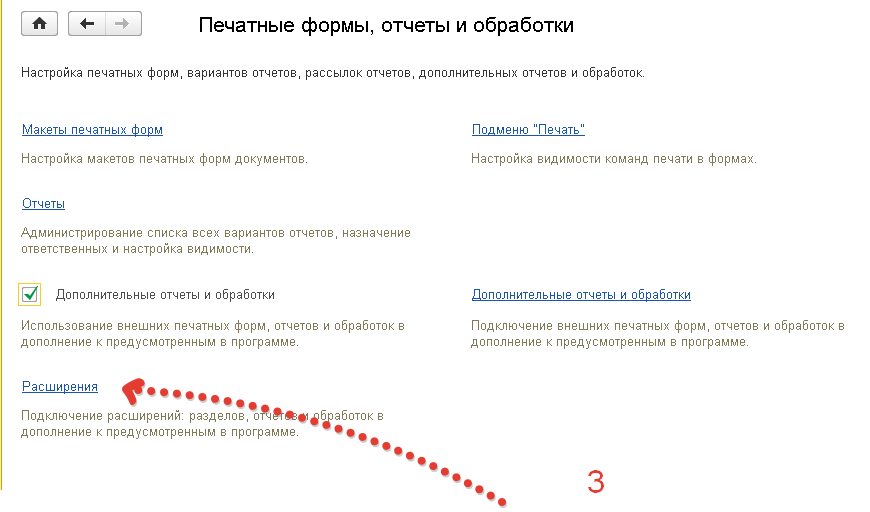 Печатные формы, отчеты и обработки
Настройка печатных форм, вариантов отчетов, рассылок отчетов, дополнительных отчетов и обработок.
Макеты печатных форм
Настройка макетов печатных форм документов.
Подменю "Печать"
Настройка видимости команд печати в формах.
Отчеты
Администрирование списка всех вариантов отчетов, назначение
ответственных и настройка видимости.
Дополнительные отчеты и обработки
Использование внешних печатных форм, отчетов и обработок в
дополнение к предусмотренным в программе.
Дополнительные отчеты и обработки
Подключение внешних печатных форм, отчетов и обработок в
дополнение к предусмотренным в программе.
Расширения
Подключение расширений: разделов, отчетов и обработок в
дополнение к предусмотренным в программе.
3